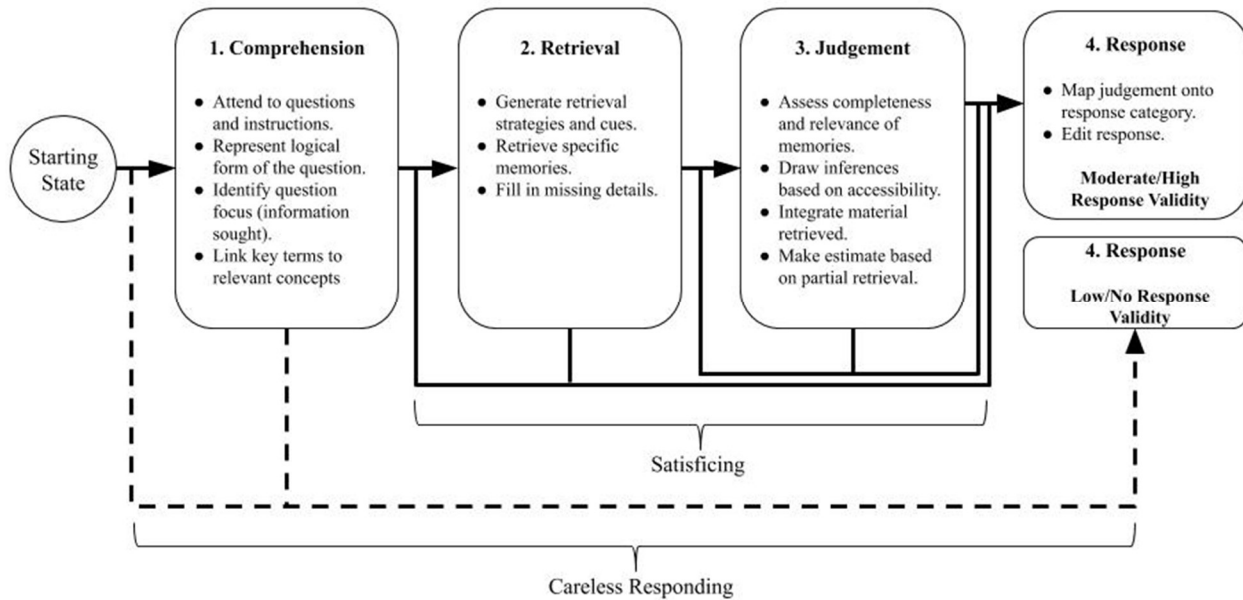 Starting
State
1. Comprehension
● Attend to questions
and instructions.
● Represent logical
form of the question.
● Identify question
focus (information
sought).
● Link key terms to
relevant concepts
2. Retrieval
● Generate retrieval
strategies and cues.
● Retrieve specific
memories.
● Fill in missing details.
3. Judgement
● Assess completeness
and relevance of
memories.
● Draw inferences
based on accessibility.
● Integrate material
retrieved.
● Make estimate based
on partial retrieval.
4. Response
● Map judgement onto
response category.
● Edit response.
Moderate/High
Response Validity
4. Response
Low/No Response
Validity
Satisficing
Careless Responding